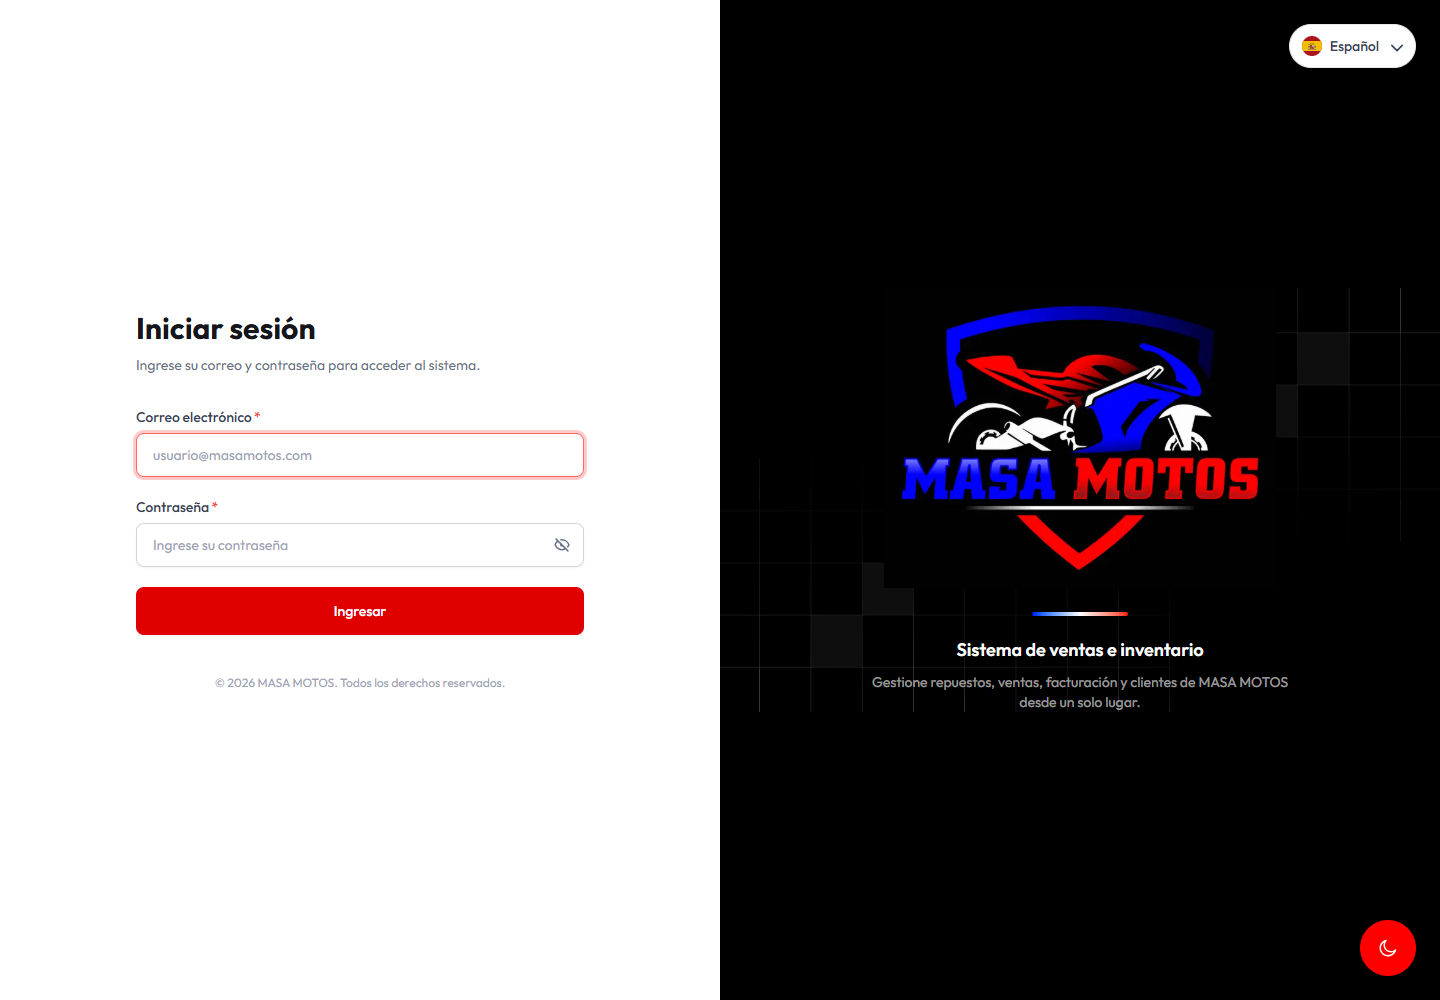 Iniciar sesión
Ingrese su correo y contraseña para acceder al sistema.
Correo electrónico *
usuario@masamotos.com
Contraseña *
Ingrese su contraseña
Ingresar
© 2026 MASA MOTOS. Todos los derechos reservados.
Español
MASA MOTOS
Sistema de ventas e inventario
Gestione repuestos, ventas, facturación y clientes de MASA MOTOS
desde un solo lugar.